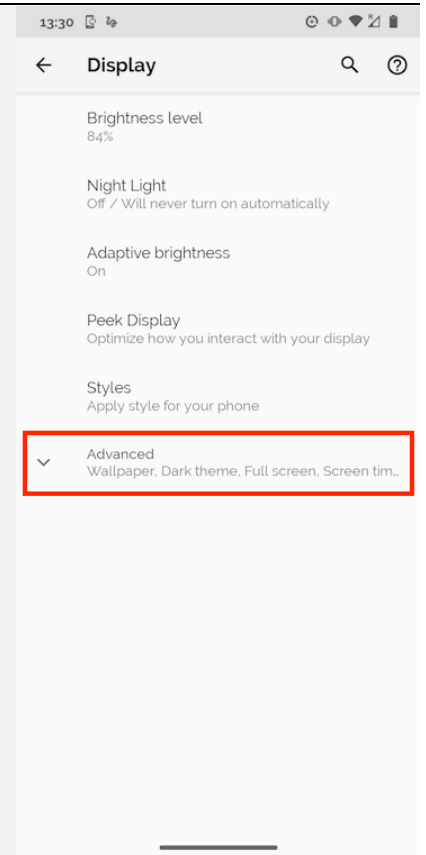 13:30
Display
Brightness level
84%
Night Light
Off / Will never turn on automatically
Adaptive brightness
On
Peek Display
Optimize how you interact with your display
Styles
Apply style for your phone
Advanced
Wallpaper, Dark theme, Full screen, Screen tim..